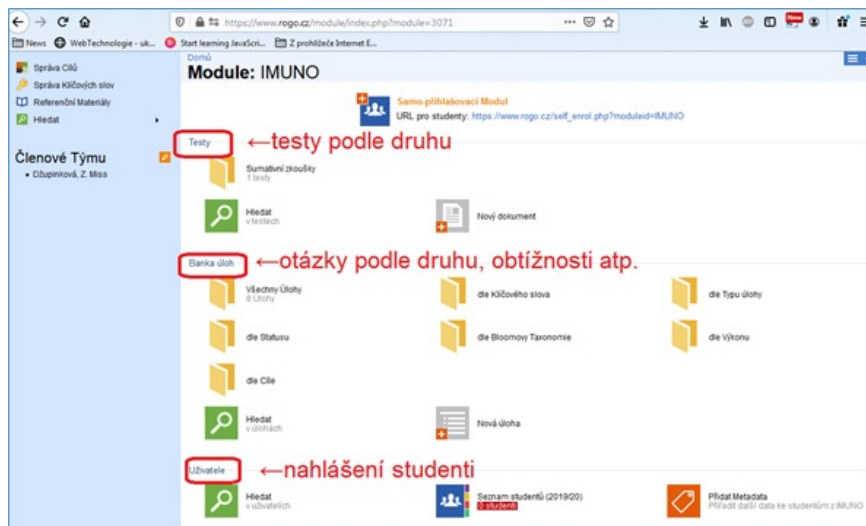 https://www.rogo.cz/module/index.php?module=3071
New
News WebTechnologie - uk... Start learning JavaScri... Z prohlížeče Internet E...
Správa Cílů
Správa Klíčových slov
Referenční Materiály
Hledat
Členové Týmu
Džupinková, Z. Miss
Domů
Module: IMUNO
Samo-přihlašovací Modul
URL pro studenty: https://www.rogo.cz/self_enrol.php?moduleid=IMUNO
Testy ←testy podle druhu
Sumativní zkoušky
1 testy
Hledat
v testech
Nový dokument
Banka úloh ←otázky podle druhu, obtížnosti atp.
Všechny Úlohy
8 Úlohy
dle Klíčového slova
dle Typu úlohy
dle Statusu
dle Bloomovy Taxonomie
dle Výkonu
dle Cíle
Hledat
v úlohách
Nová úloha
Uživatele ←nahlášení studenti
Hledat
v uživatelích
Seznam studentů (2019/20)
0 studenti
Přidat Metadata
Přiřadit další data ke studentům z IMUNO